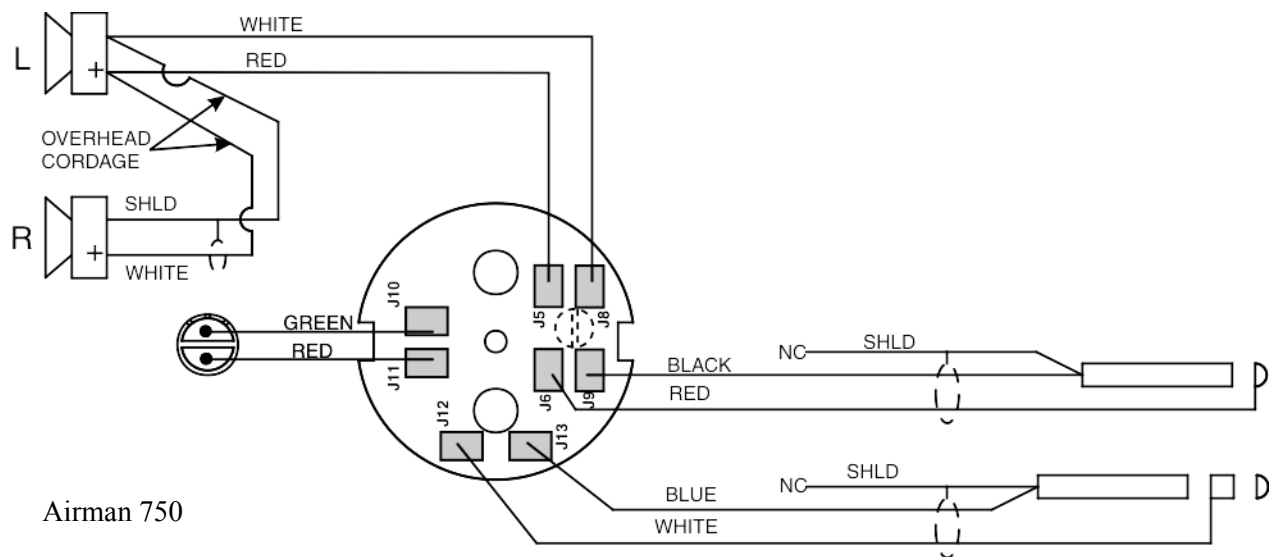 WHITE
L
RED
+
OVERHEAD
CORDAGE
SHLD
R
+
WHITE
J10
J5
J8
GREEN
RED
J11
J6
J9
NC
SHLD
BLACK
RED
J12
J13
NC
SHLD
BLUE
WHITE
Airman 750